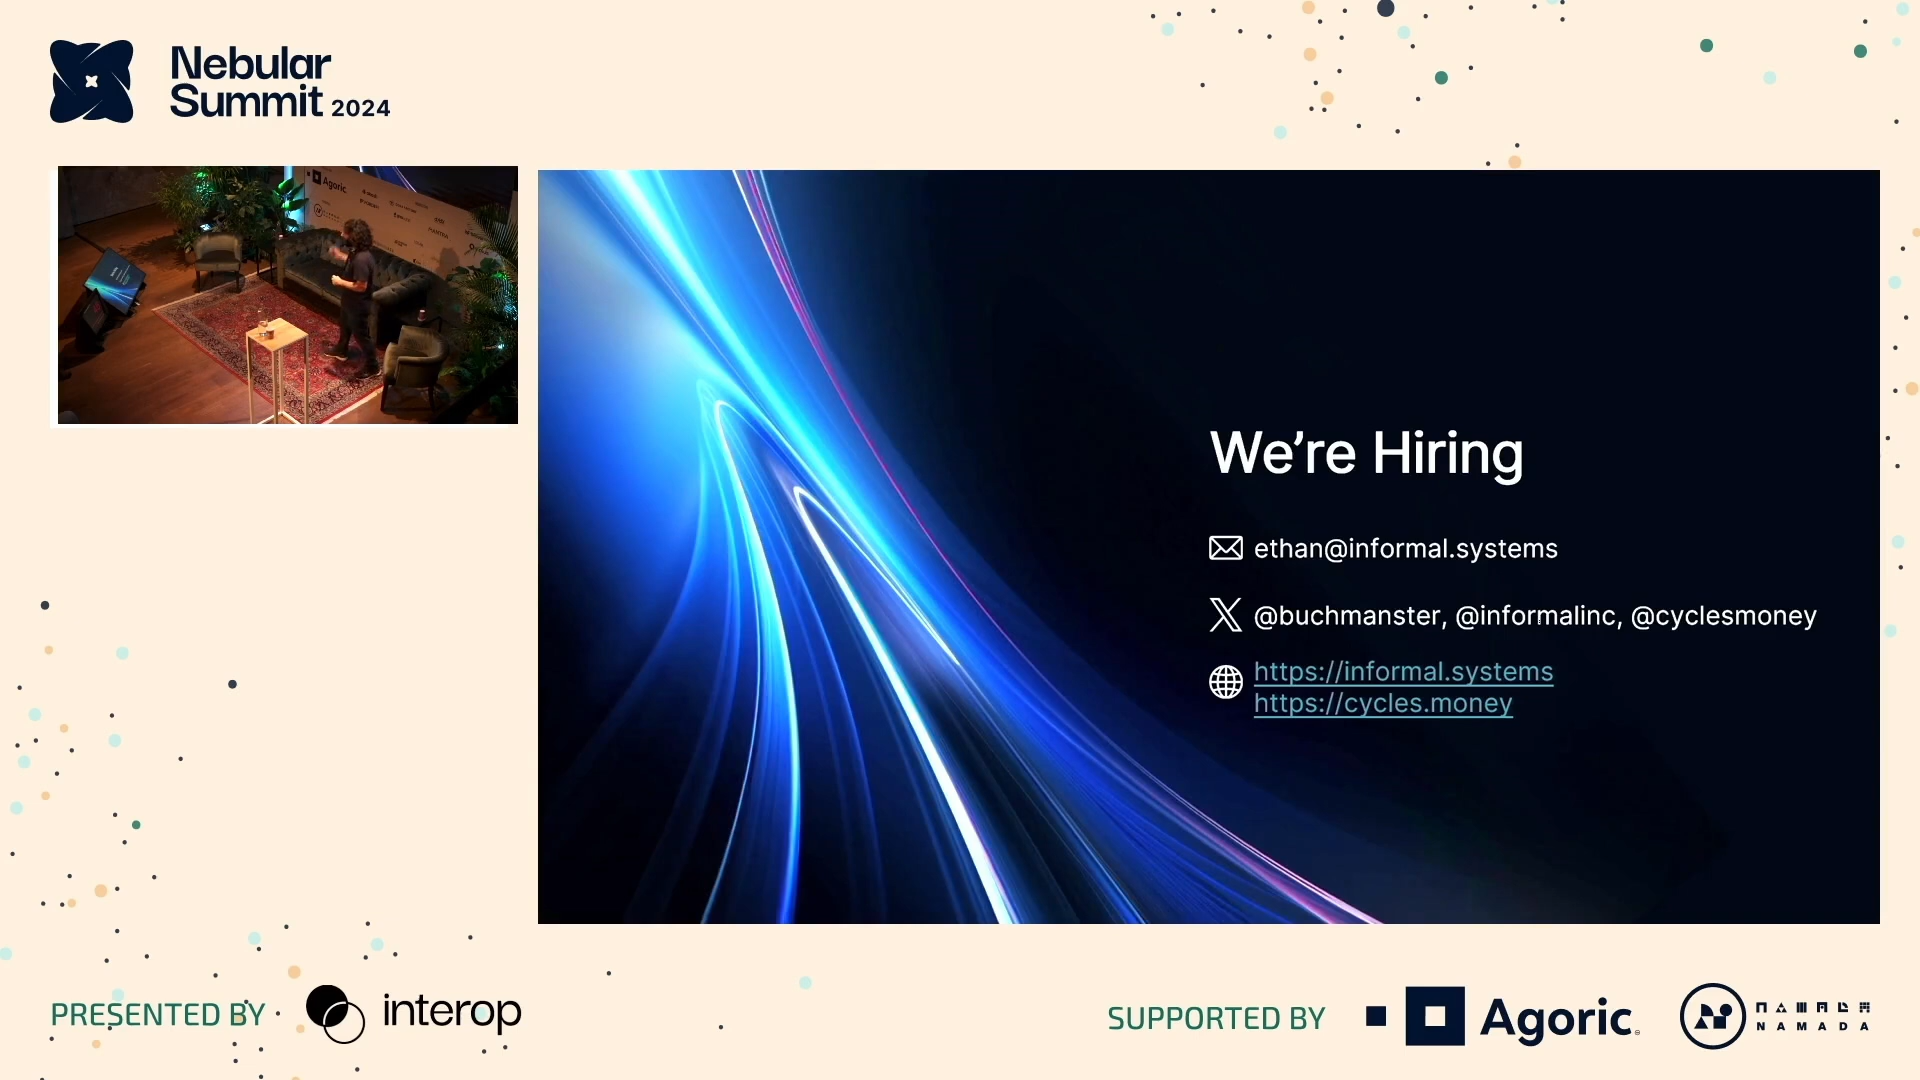 Nebular
Summit 2024
Agoric
We're Hiring
ethan@informal.systems
@buchmanster, @informalinc, @cyclesmoney
https://informal.systems
https://cycles.money
PRESENTED BY
interop
SUPPORTED BY
Agoric
NAMADA